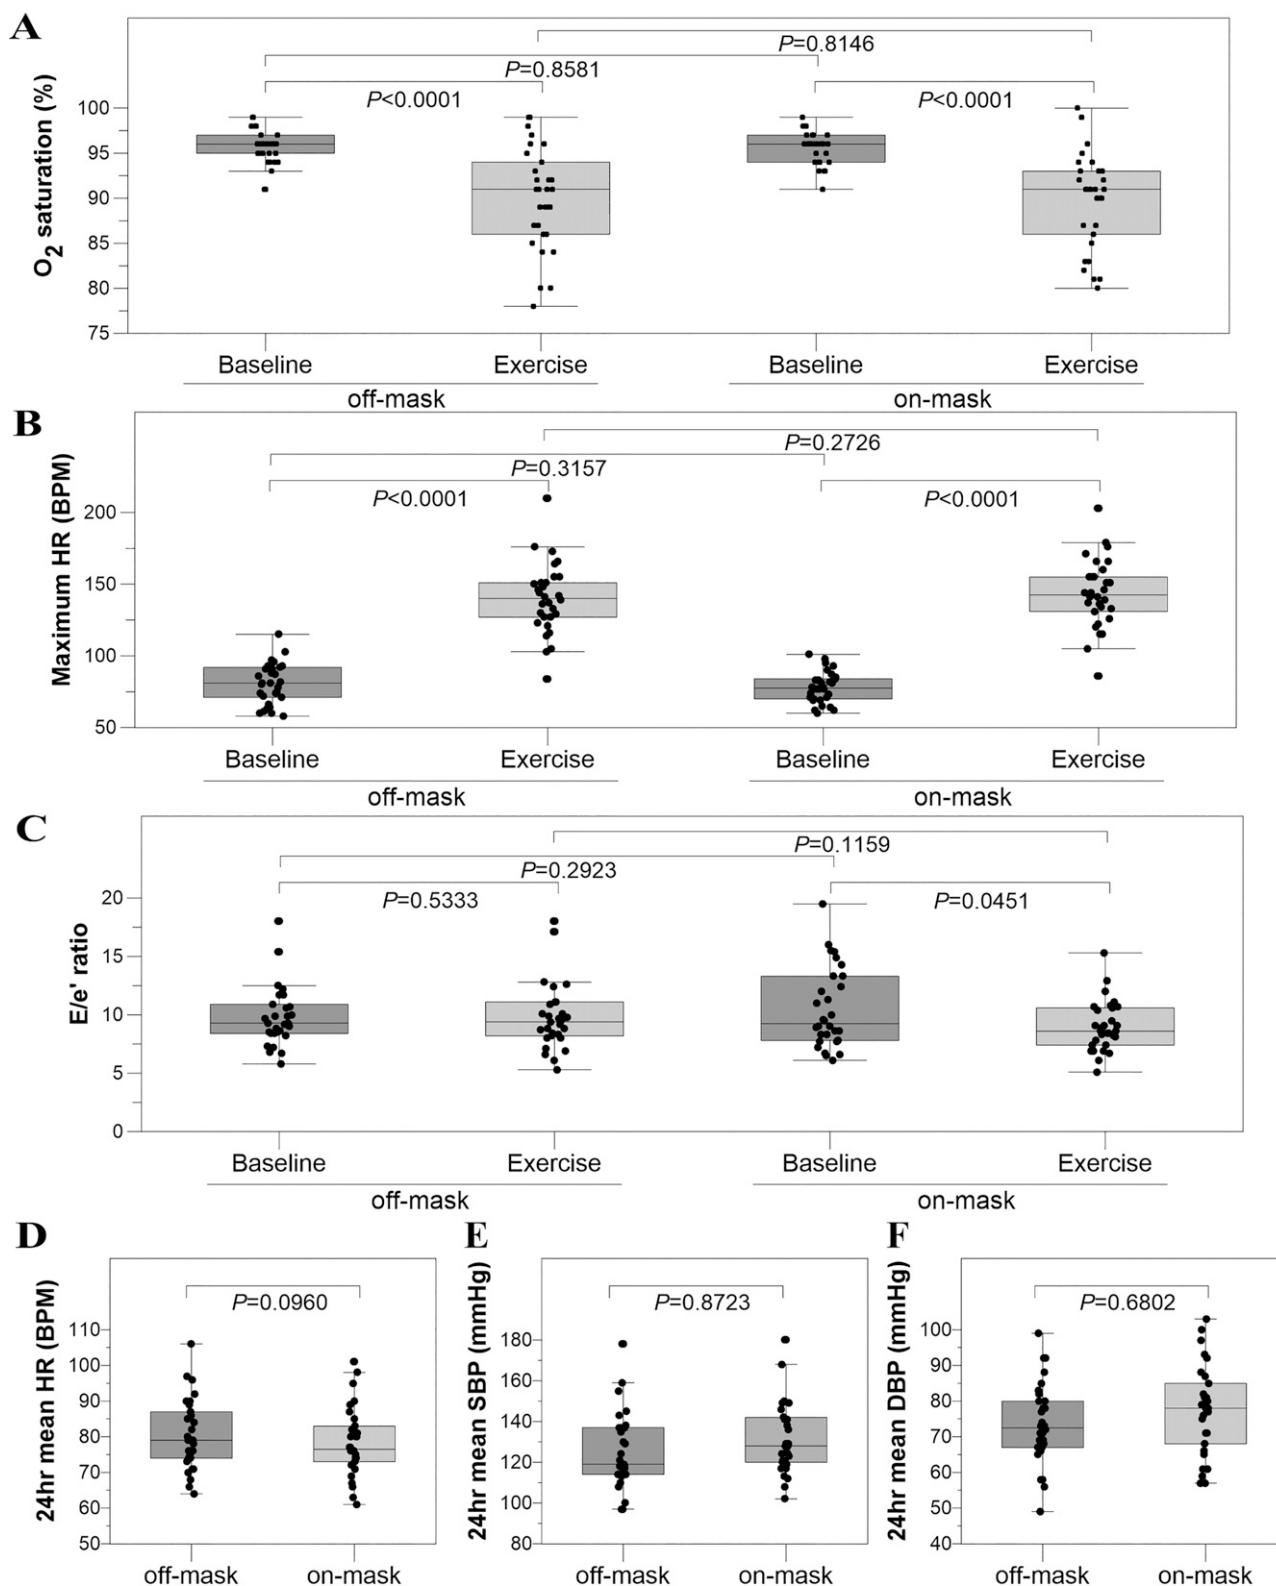 A
P=0.8146
P=0.8581
P<0.0001
P<0.0001
O2 saturation (%)
100
95
90
85
80
75
Baseline
Exercise
Baseline
Exercise
off-mask
on-mask
B
P=0.2726
P=0.3157
P<0.0001
P<0.0001
Maximum HR (BPM)
200
150
100
50
Baseline
Exercise
Baseline
Exercise
off-mask
on-mask
C
P=0.1159
P=0.2923
P=0.5333
P=0.0451
E/e' ratio
20
15
10
5
0
Baseline
Exercise
Baseline
Exercise
off-mask
on-mask
D
P=0.0960
24hr mean HR (BPM)
110
100
90
80
70
60
50
off-mask
on-mask
E
P=0.8723
24hr mean SBP (mmHg)
180
160
140
120
100
80
off-mask
on-mask
F
P=0.6802
24hr mean DBP (mmHg)
100
90
80
70
60
50
40
off-mask
on-mask